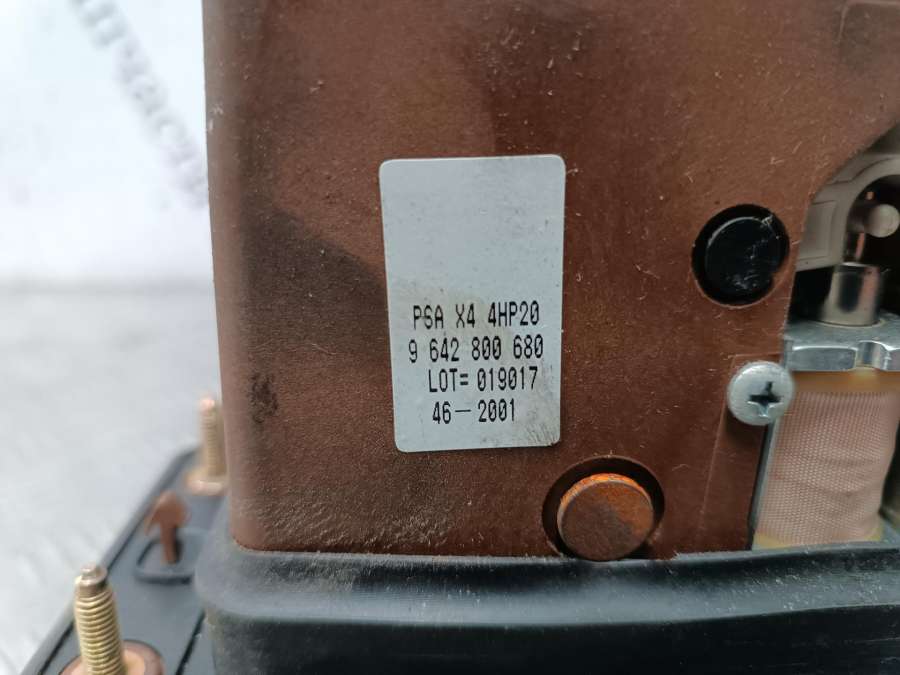 PSA X4 4HP20
9 642 800 680
LOT= 019017
46-2001